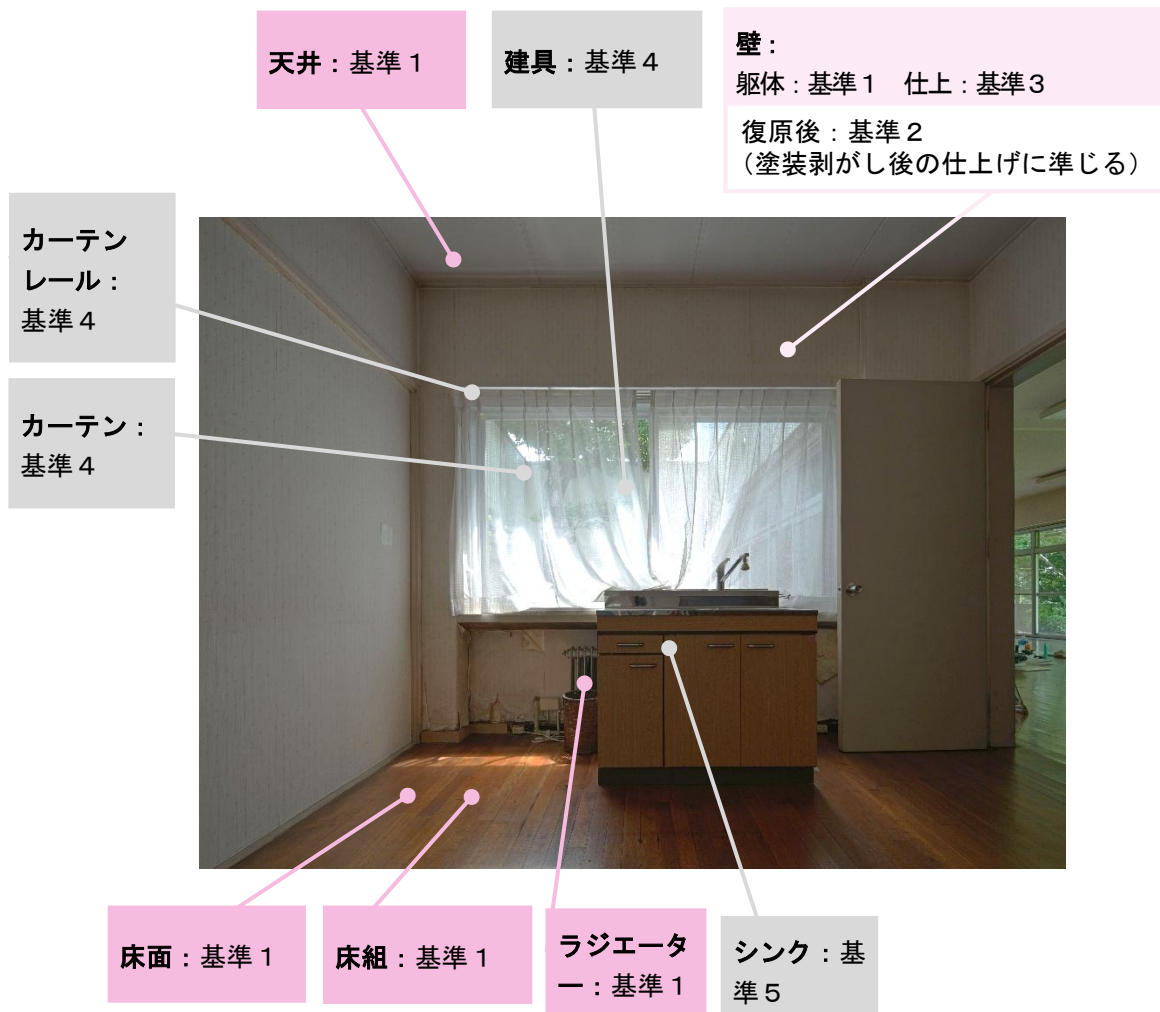 天井：基準１
建具：基準４
壁：
躯体：基準１　仕上：基準３
復原後：基準２
（塗装剥がし後の仕上げに準じる）
カーテン
レール：
基準４
カーテン：
基準４
床面：基準１
床組：基準１
ラジエータ
ー：基準１
シンク：基
準５